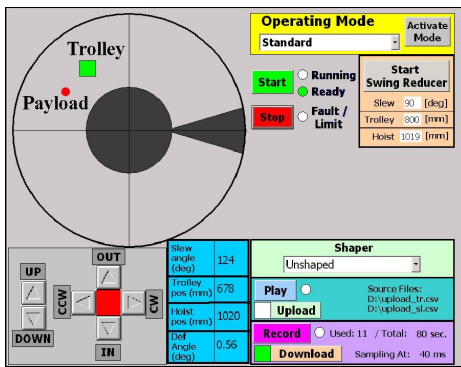 Trolley
Payload
Operating Mode
Standard
Activate
Mode
Start
Running
Ready
Stop
Fault /
Limit
Start
Swing Reducer
Slew 90 [deg]
Trolley 800 [mm]
Hoist 1019 [mm]
UP
DOWN
OUT
CCW
CW
IN
Slew
angle
(deg)
124
Trolley
pos (mm)
678
Hoist
pos (mm)
1020
Def
Angle
(deg)
0.56
Shaper
Unshaped
Play
Upload
Source Files:
D:\upload_tr.csv
D:\upload_sl.csv
Record
Used: 11 / Total: 80 sec.
Download
Sampling At: 40 ms